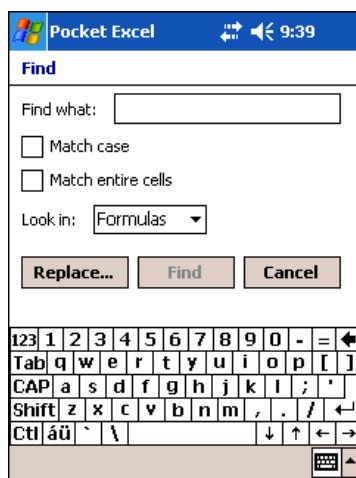 Pocket Excel 9:39
Find
Find what:
Match case
Match entire cells
Look in: Formulas
Replace... Find Cancel
123 1 2 3 4 5 6 7 8 9 0 - =
Tab q w e r t y u i o p [ ]
CAP a s d f g h j k l ; '
Shift z x c v b n m , . /
Ctl áü ` \